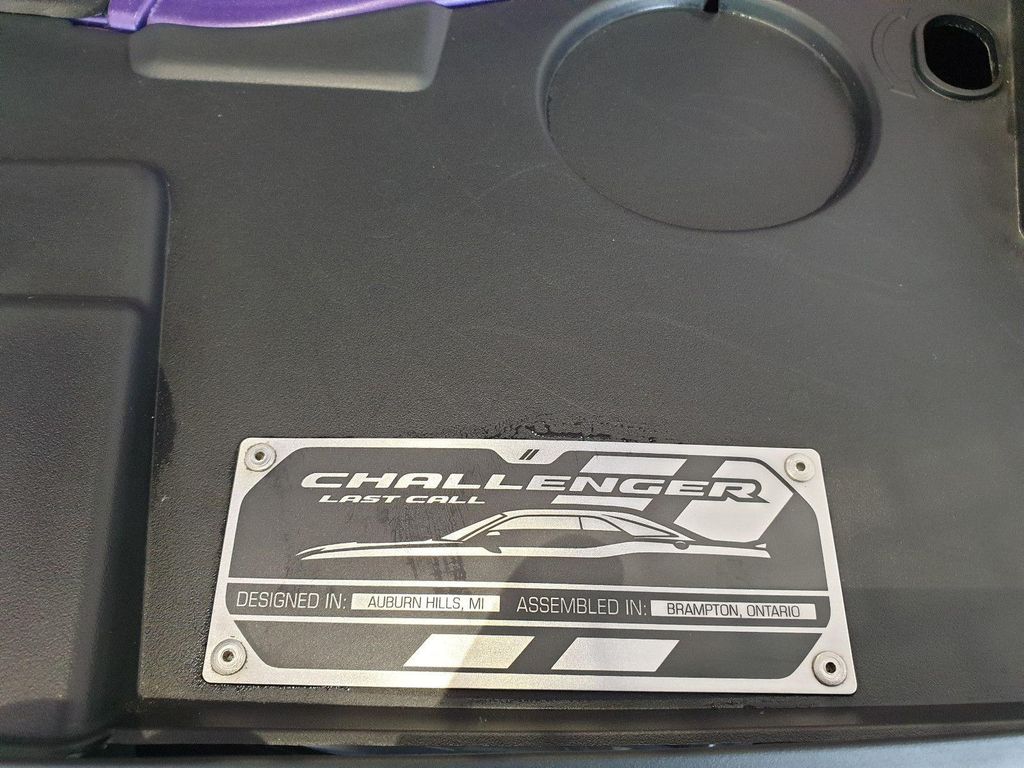 CHALLENGER
LAST CALL
DESIGNED IN: AUBURN HILLS, MI ASSEMBLED IN: BRAMPTON, ONTARIO